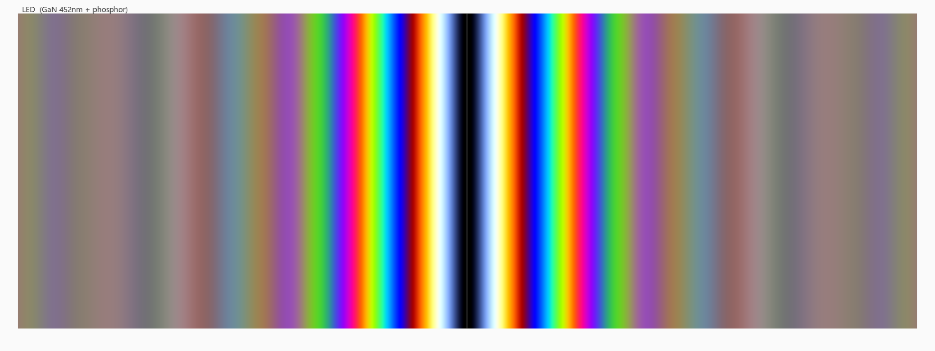 LED (GaN 452nm + phosphor)